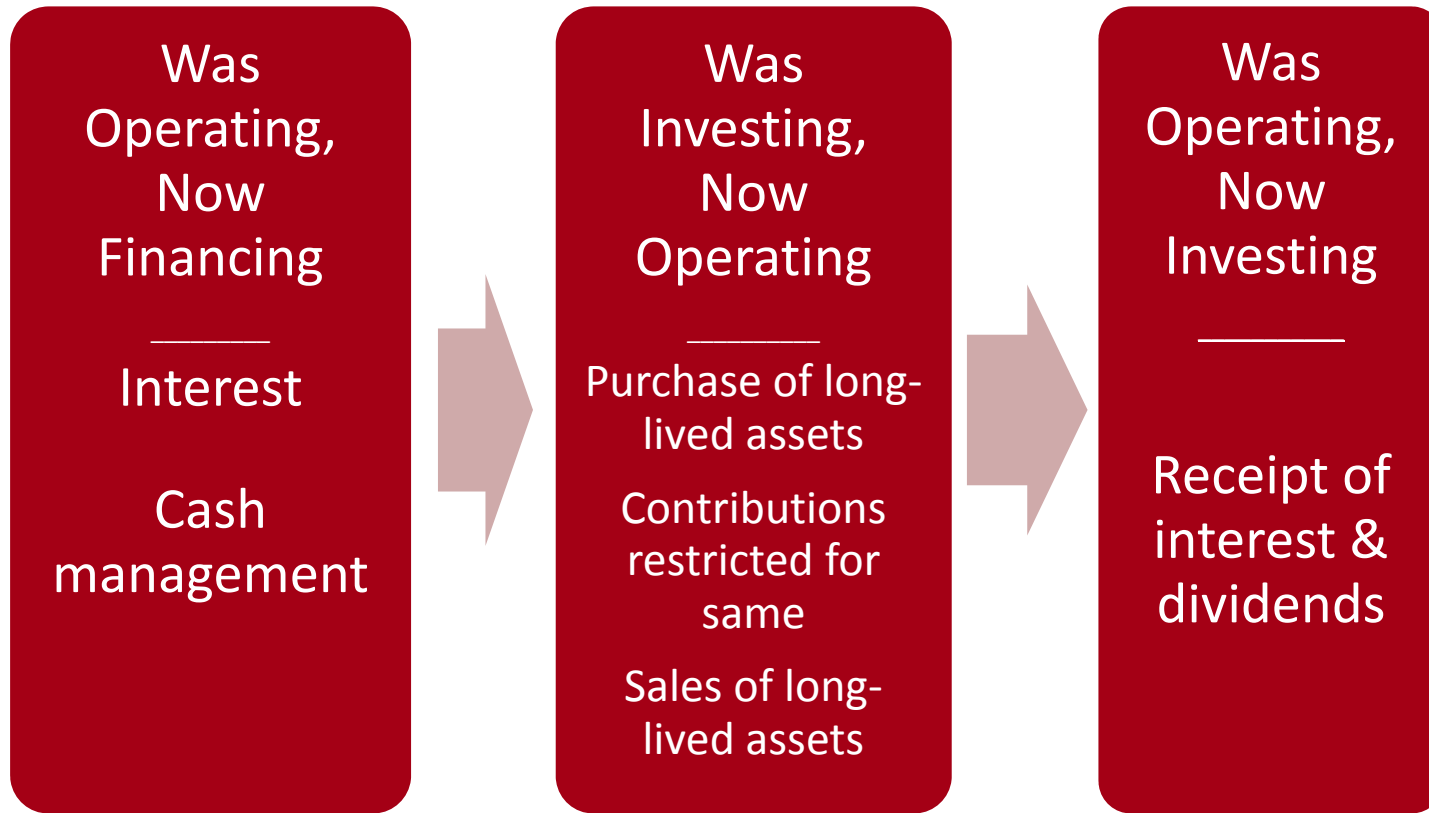 Was
Operating,
Now
Financing
Interest
Cash
management
Was
Investing,
Now
Operating
Purchase of long-
lived assets
Contributions
restricted for
same
Sales of long-
lived assets
Was
Operating,
Now
Investing
Receipt of
interest &
dividends